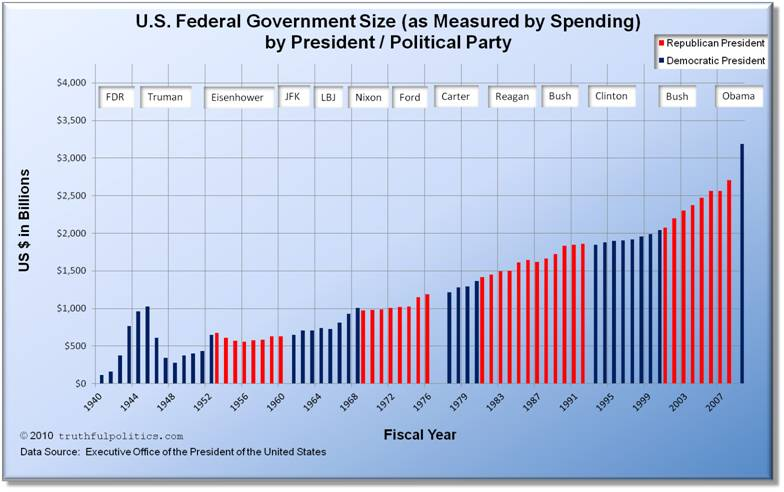 U.S. Federal Government Size (as Measured by Spending)
by President / Political Party
Republican President
Democratic President
$4,000
$3,500
$3,000
$2,500
$2,000
$1,500
$1,000
$500
$0
US $ in Billions
FDR
Truman
Eisenhower
JFK
LBJ
Nixon
Ford
Carter
Reagan
Bush
Clinton
Bush
Obama
1940
1944
1948
1952
1956
1960
1964
1968
1972
1976
1979
1983
1987
1991
1995
1999
2003
2007
Fiscal Year
© 2010 truthfulpolitics.com
Data Source: Executive Office of the President of the United States